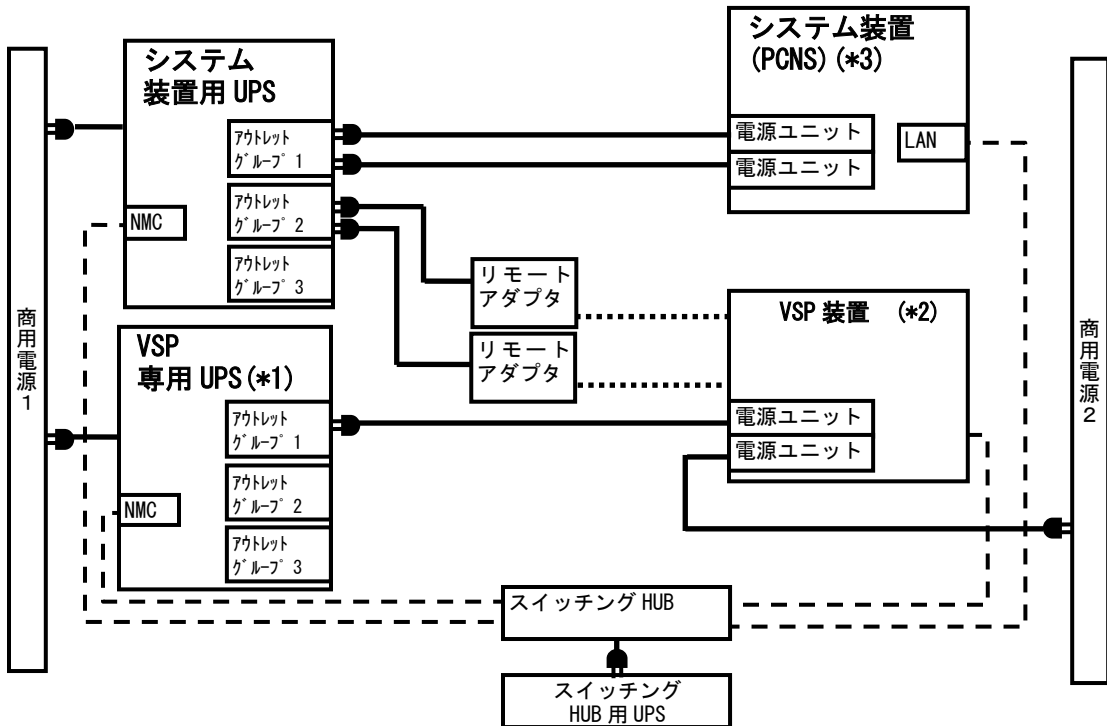 システム
装置用 UPS
ｱｳﾄﾚｯﾄ
ｸﾞﾙｰﾌﾟ 1
ｱｳﾄﾚｯﾄ
ｸﾞﾙｰﾌﾟ 2
ｱｳﾄﾚｯﾄ
ｸﾞﾙｰﾌﾟ 3
NMC
システム装置
(PCNS)(*3)
電源ユニット
電源ユニット
LAN
リモート
アダプタ
リモート
アダプタ
商用電源1
VSP
専用 UPS(*1)
ｱｳﾄﾚｯﾄ
ｸﾞﾙｰﾌﾟ 1
ｱｳﾄﾚｯﾄ
ｸﾞﾙｰﾌﾟ 2
ｱｳﾄﾚｯﾄ
ｸﾞﾙｰﾌﾟ 3
NMC
VSP 装置 (*2)
電源ユニット
電源ユニット
商用電源2
スイッチング HUB
スイッチング
HUB 用 UPS